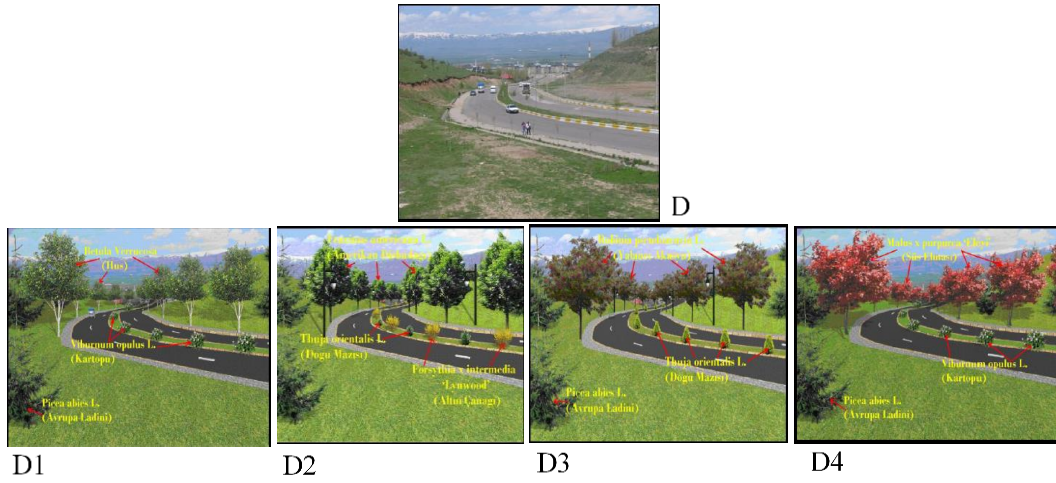 D
Betula Verrucosa
(Huş)
Viburnum opulus L.
(Kartopu)
Picea abies L.
(Avrupa Ladini)
D1
L.
Thuja orientalis L.
(Doğu Mazısı)
Forsythia x intermedia
'Lynwood'
(Altın Çanağı)
D2
L.
Thuja orientalis L.
(Doğu Mazısı)
Picea abies L.
(Avrupa Ladini)
D3
Malus x purpurea 'Eleyi'
(Süs Elması)
Viburnum opulus L.
(Kartopu)
Picea abies L.
(Avrupa Ladini)
D4